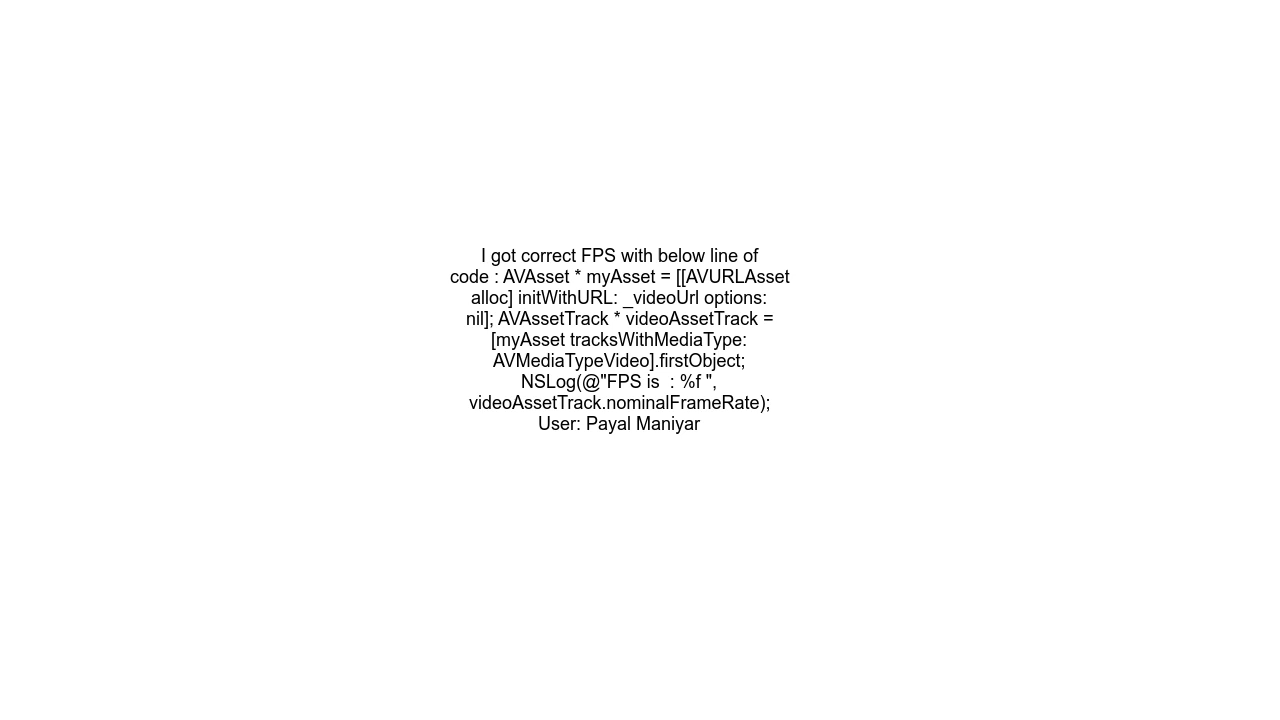 I got correct FPS with below line of
code : AVAsset * myAsset = [[AVURLAsset
alloc] initWithURL: _videoUrl options:
nil]; AVAssetTrack * videoAssetTrack =
[myAsset tracksWithMediaType:
AVMediaTypeVideo].firstObject;
NSLog(@"FPS is  : %f ",
videoAssetTrack.nominalFrameRate);
User: Payal Maniyar